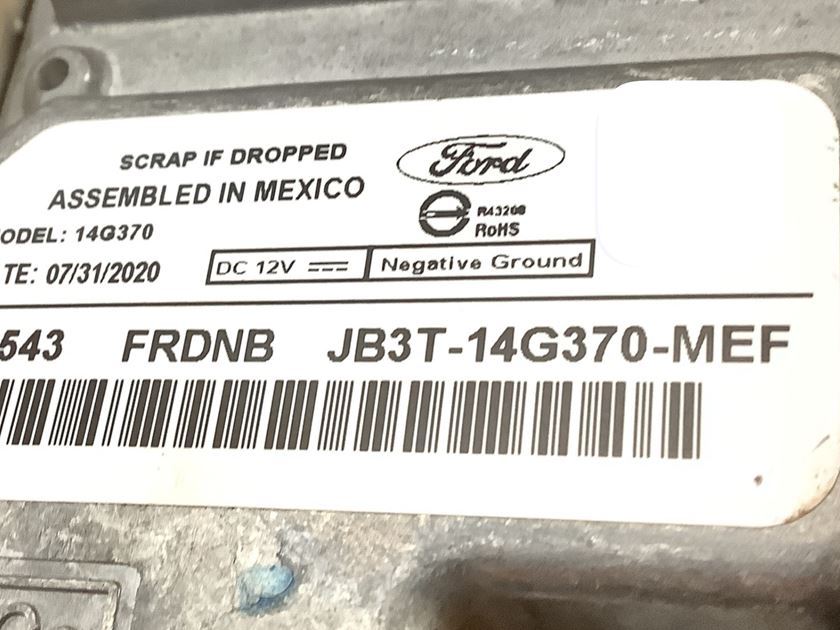 SCRAP IF DROPPED
Ford
ASSEMBLED IN MEXICO
R43208
RoHS
ODEL: 14G370
TE: 07/31/2020
DC 12V
Negative Ground
543 FRDNB JB3T-14G370-MEF